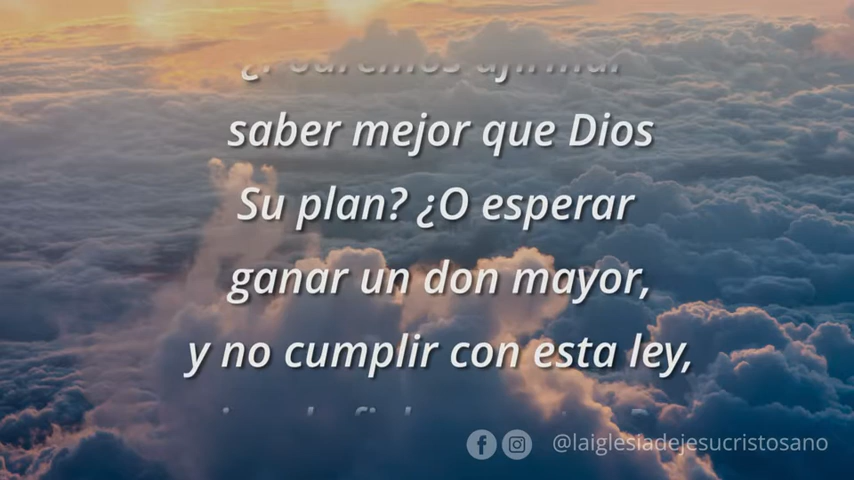 saber mejor que Dios
Su plan? ¿O esperar
ganar un don mayor,
y no cumplir con esta ley,
@laiglesiadejesucristosano